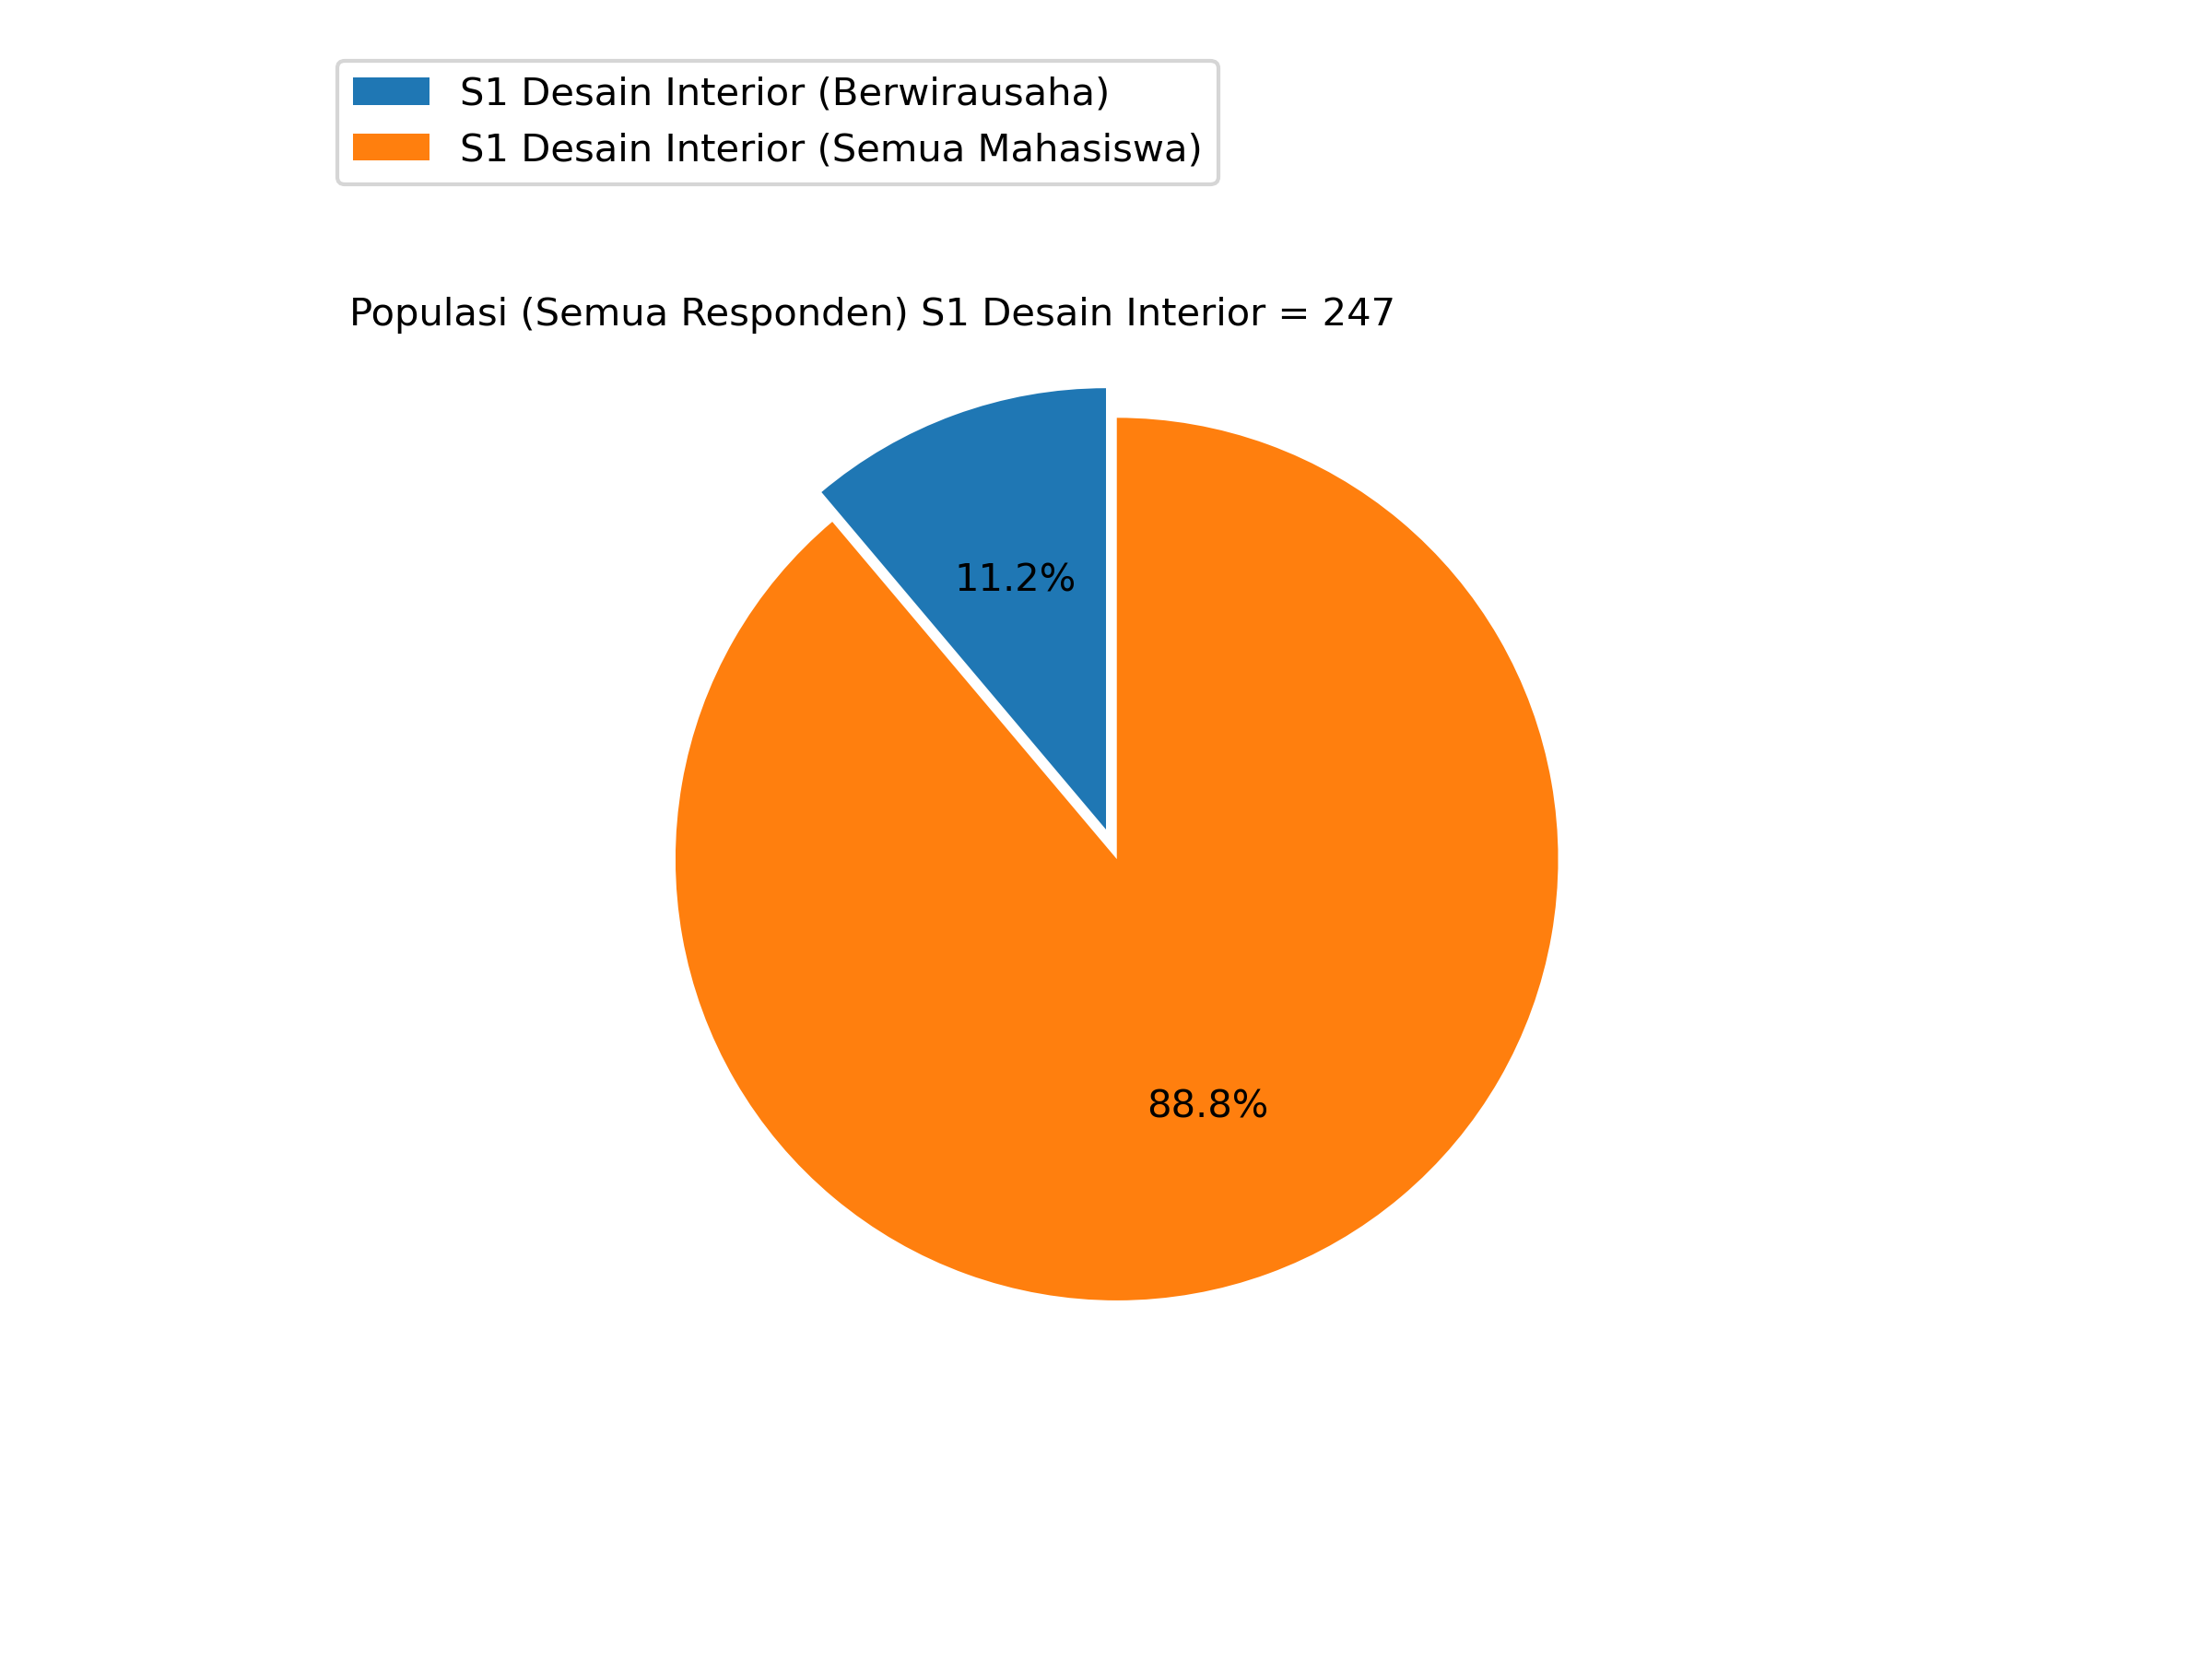 S1 Desain Interior (Berwirausaha)
S1 Desain Interior (Semua Mahasiswa)
Populasi (Semua Responden) S1 Desain Interior = 247
11.2%
88.8%